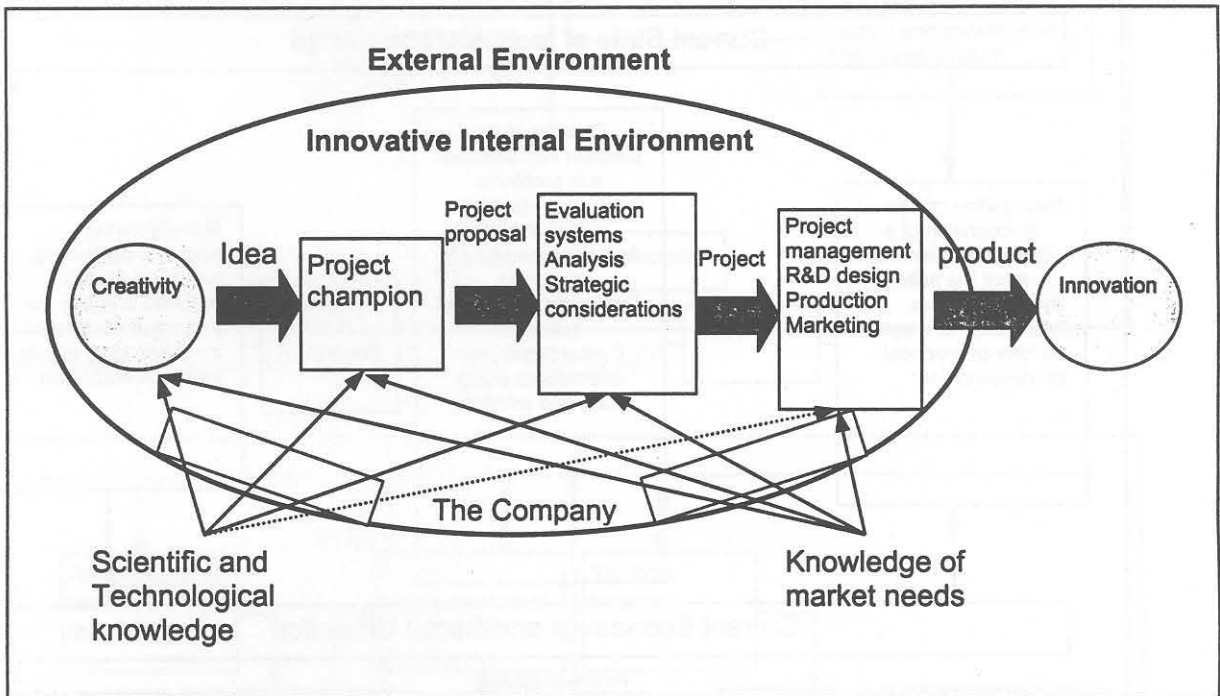 External Environment
Innovative Internal Environment
Creativity
Idea
Project
champion
Project
proposal
Evaluation
systems
Analysis
Strategic
considerations
Project
Project
management
R&D design
Production
Marketing
product
Innovation
The Company
Scientific and
Technological
knowledge
Knowledge of
market needs